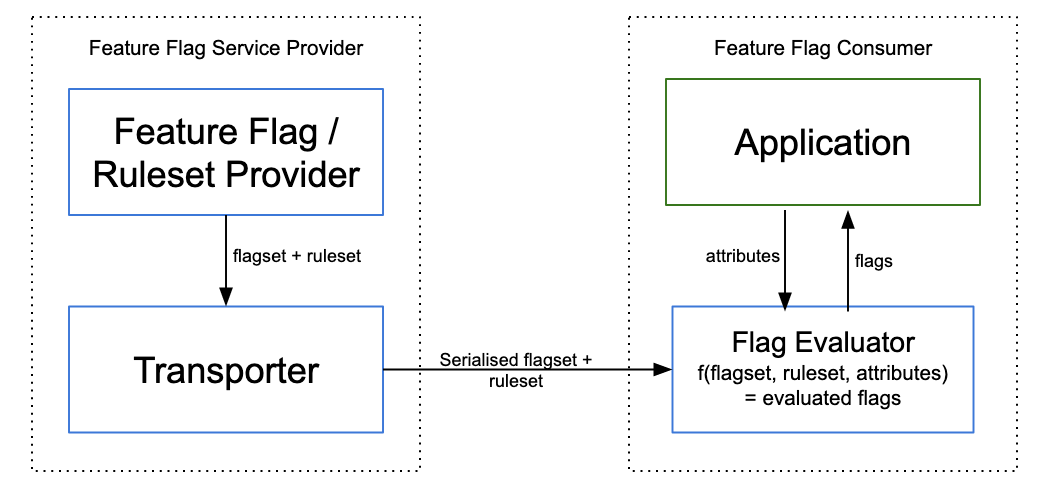 Feature Flag Service Provider
Feature Flag /
Ruleset Provider
flagset + ruleset
Transporter
Serialised flagset +
ruleset
Feature Flag Consumer
Application
attributes
flags
Flag Evaluator
f(flagset, ruleset, attributes)
= evaluated flags